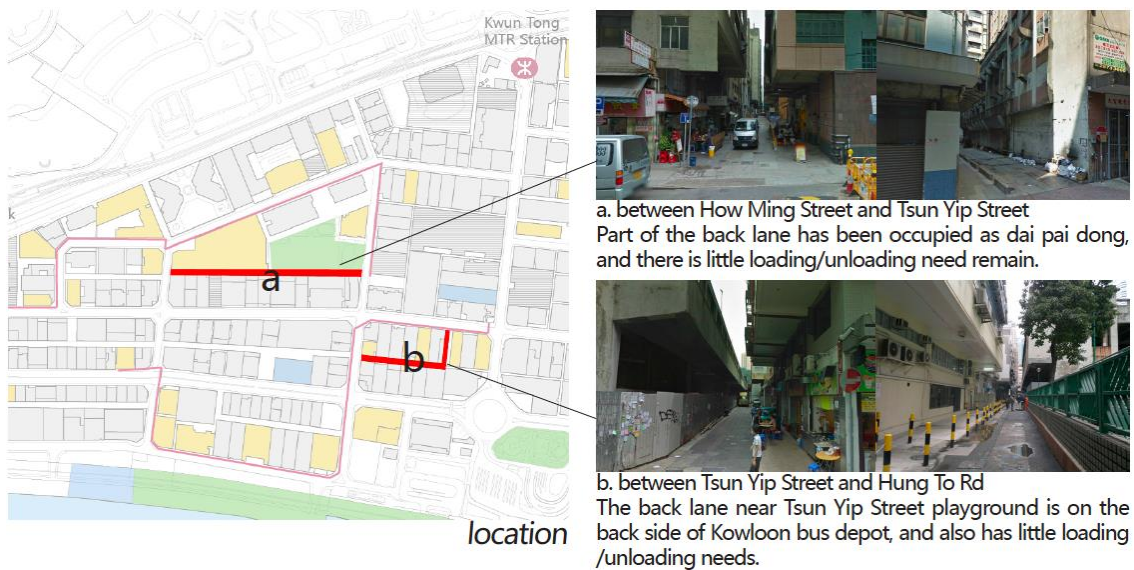 Kwun Tong
MTR Station
k
a
b
location
a. between How Ming Street and Tsun Yip Street
Part of the back lane has been occupied as dai pai dong,
and there is little loading/unloading need remain.
b. between Tsun Yip Street and Hung To Rd
The back lane near Tsun Yip Street playground is on the
back side of Kowloon bus depot, and also has little loading
/unloading needs.